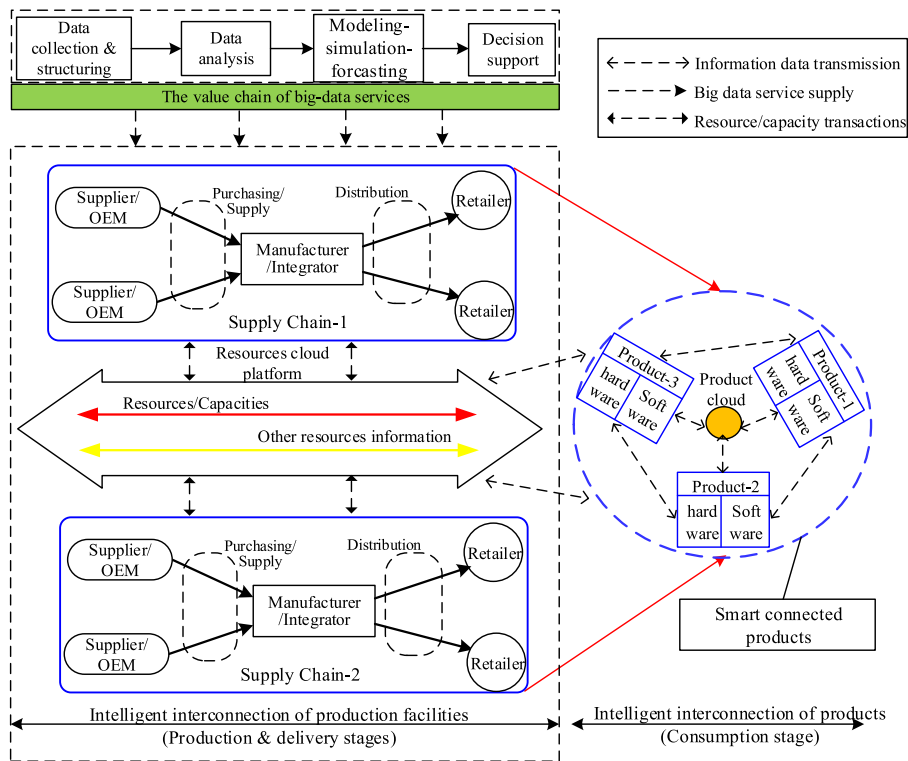 Data
collection &
structuring
Data
analysis
Modeling-
simulation-
forcasting
Decision
support
The value chain of big-data services
Information data transmission
Big data service supply
Resource/capacity transactions
Supplier/
OEM
Purchasing/
Supply
Distribution
Retailer
Manufacturer
/Integrator
Supplier/
OEM
Retailer
Supply Chain-1
Resources cloud
platform
Resources/Capacities
Other resources information
Product-3
hard
ware
Soft
ware
Product
cloud
Product-1
hard
ware
Soft
ware
Product-2
hard
ware
Soft
ware
Smart connected
products
Supplier/
OEM
Purchasing/
Supply
Distribution
Retailer
Manufacturer
/Integrator
Supplier/
OEM
Retailer
Supply Chain-2
Intelligent interconnection of production facilities
(Production & delivery stages)
Intelligent interconnection of products
(Consumption stage)